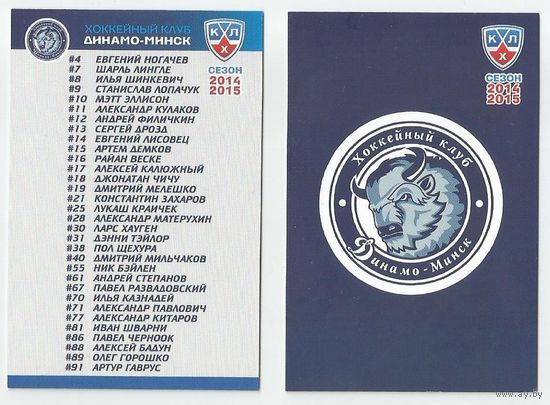 ХОККЕЙНЫЙ КЛУБ
ДИНАМО-МИНСК
КХЛ
СЕЗОН
2014
2015
#4 ЕВГЕНИЙ НОГАЧЕВ
#7 ШАРЛЬ ЛИНГЛЕ
#8 ИЛЬЯ ШИНКЕВИЧ
#9 СТАНИСЛАВ ЛОПАЧУК
#10 МЭТТ ЭЛЛИСОН
#11 АЛЕКСАНДР КУЛАКОВ
#12 АНДРЕЙ ФИЛИЧКИН
#13 СЕРГЕЙ ДРОЗД
#14 ЕВГЕНИЙ ЛИСОВЕЦ
#15 АРТЕМ ДЕМКОВ
#16 РАЙАН ВЕСКЕ
#17 АЛЕКСЕЙ КАЛЮЖНЫЙ
#18 ДЖОНАТАН ЧИЧУ
#19 ДМИТРИЙ МЕЛЕШКО
#21 КОНСТАНТИН ЗАХАРОВ
#25 ЛУКАШ КРАЙЧЕК
#28 АЛЕКСАНДР МАТЕРУХИН
#30 ЛАРС ХАУГЕН
#31 ДЭННИ ТЭЙЛОР
#38 ПОЛ ЩЕХУРА
#40 ДМИТРИЙ МИЛЬЧАКОВ
#55 НИК БЭЙЛЕН
#61 АНДРЕЙ СТЕПАНОВ
#67 ПАВЕЛ РАЗВАДОВСКИЙ
#70 ИЛЬЯ КАЗНАДЕЙ
#71 АЛЕКСАНДР ПАВЛОВИЧ
#77 АЛЕКСАНДР КИТАРОВ
#81 ИВАН ШВАРНИ
#86 ПАВЕЛ ЧЕРНООК
#88 АЛЕКСЕЙ БАДУН
#89 ОЛЕГ ГОРОШКО
#91 АРТУР ГАВРУС
КХЛ
СЕЗОН
2014
2015
Хоккейный клуб
Динамо-Минск
www.ay.by